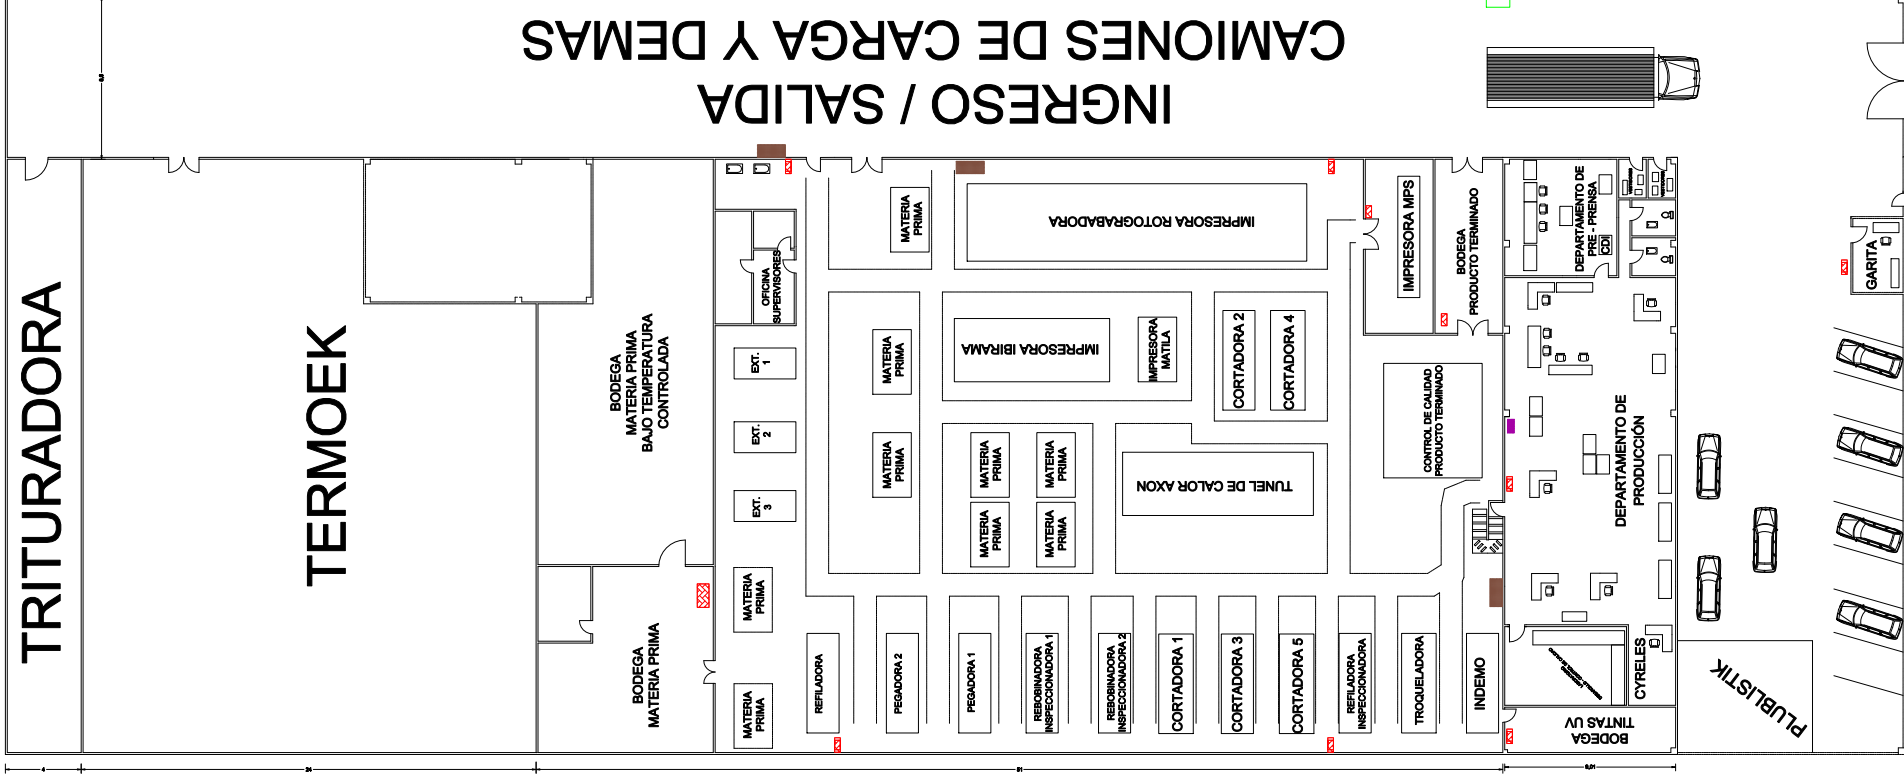 CAMIONES DE CARGA Y DEMAS
INGRESO / SALIDA
TRITURADORA
TERMOEK
BODEGA
MATERIA PRIMA
BAJO TEMPERATURA
CONTROLADA
BODEGA
MATERIA PRIMA
OFICINA
SUPERVISORES
EXT.
1
EXT.
2
EXT.
3
MATERIA
PRIMA
MATERIA
PRIMA
MATERIA
PRIMA
MATERIA
PRIMA
MATERIA
PRIMA
IMPRESORA ROTOGRABADORA
IMPRESORA IBIRAMA
IMPRESORA
MATILA
CORTADORA 2
CORTADORA 4
MATERIA
PRIMA
MATERIA
PRIMA
MATERIA
PRIMA
MATERIA
PRIMA
TUNEL DE CALOR AXON
IMPRESORA MPS
BODEGA
PRODUCTO TERMINADO
CONTROL DE CALIDAD
PRODUCTO TERMINADO
REFILADORA
PEGADORA 2
PEGADORA 1
REBOBINADORA
INSPECCIONADORA 1
REBOBINADORA
INSPECCIONADORA 2
CORTADORA 1
CORTADORA 3
CORTADORA 5
REFILADORA
INSPECCIONADORA
TROQUELADORA
INDEMO
DEPARTAMENTO DE
PRE - PRENSA
CDI
DEPARTAMENTO DE
PRODUCCIÓN
CYRELES
BODEGA
TINTAS UV
GARITA
PLUBLISTIK
4
24
51